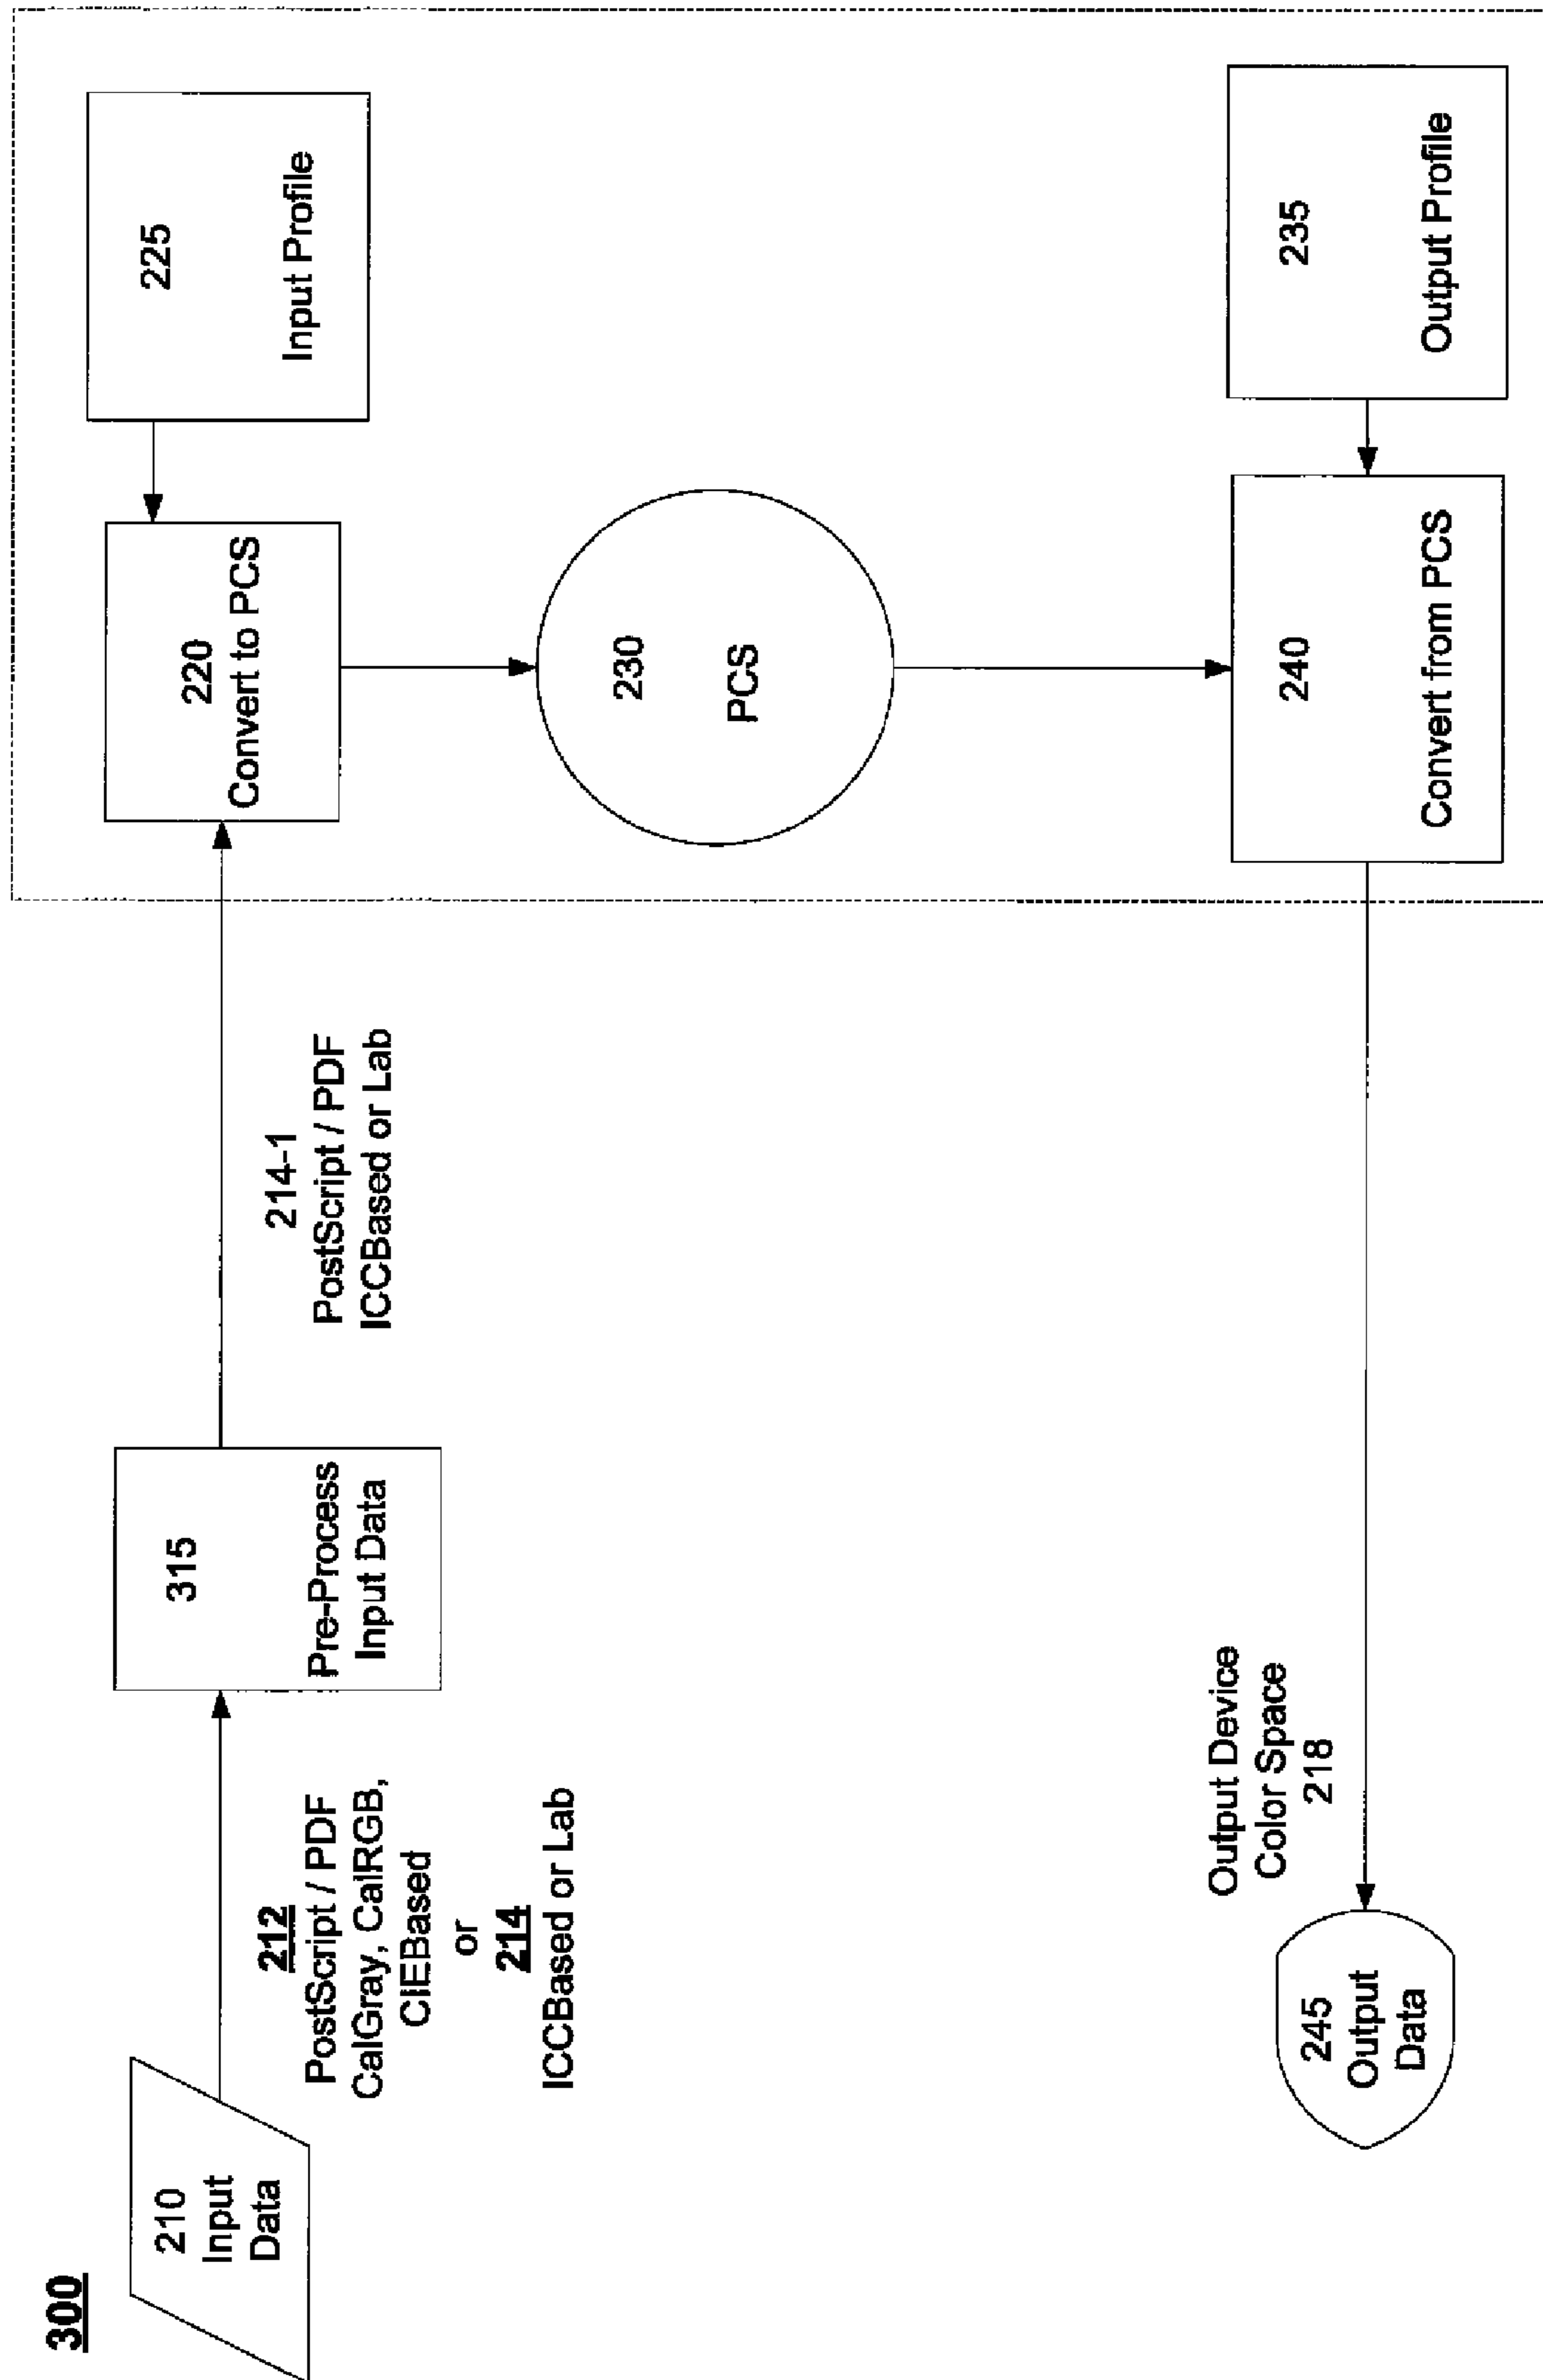 300
210
Input
Data
212
PostScript / PDF
CalGray, CalRGB,
CIEBased
or
214
ICCBased or Lab
315
Pre-Process
Input Data
214-1
PostScript / PDF
ICCBased or Lab
220
Convert to PCS
225
Input Profile
230
PCS
240
Convert from PCS
235
Output Profile
Output Device
Color Space
218
245
Output
Data